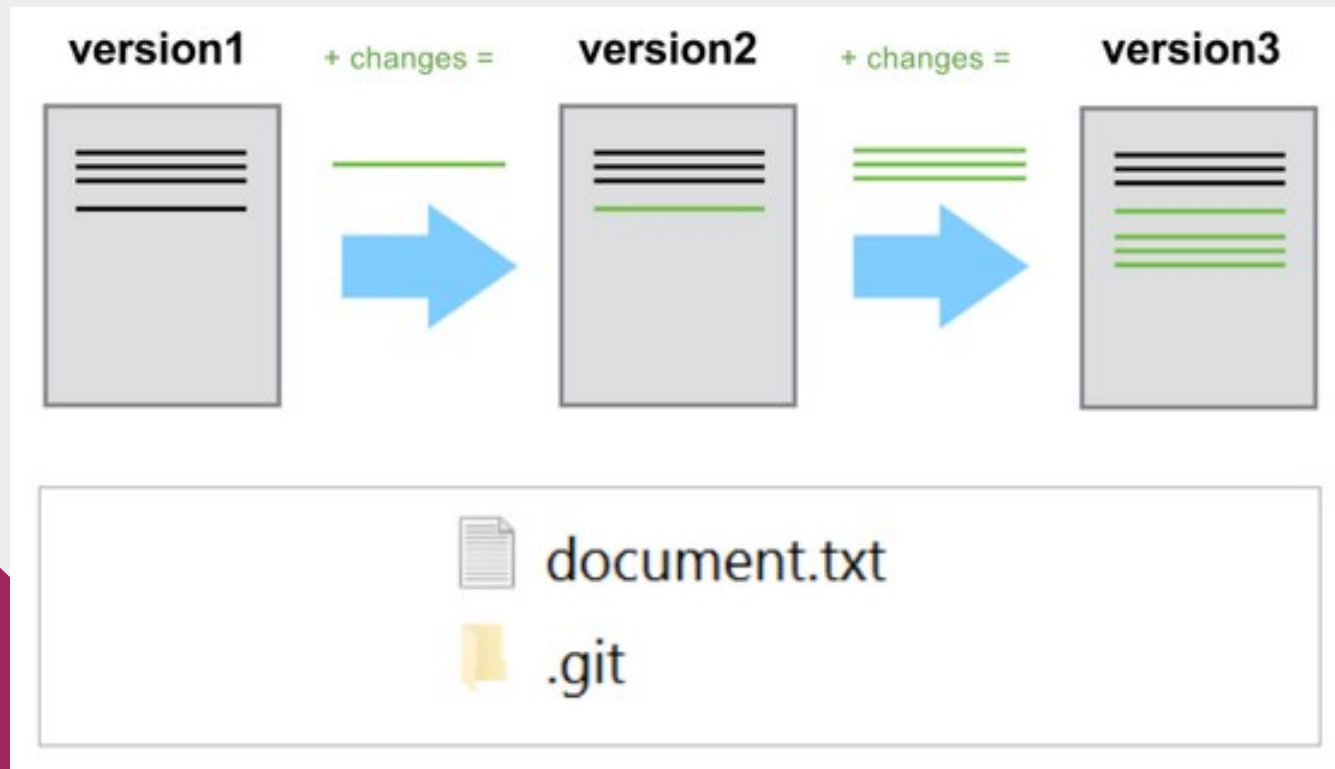 version1 + changes = version2 + changes = version3
document.txt
.git